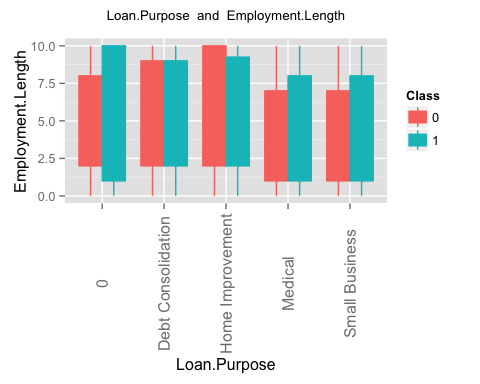 Loan.Purpose and Employment.Length
Employment.Length
10.0
7.5
5.0
2.5
0.0
0
Debt Consolidation
Home Improvement
Medical
Small Business
Loan.Purpose
Class
0
1